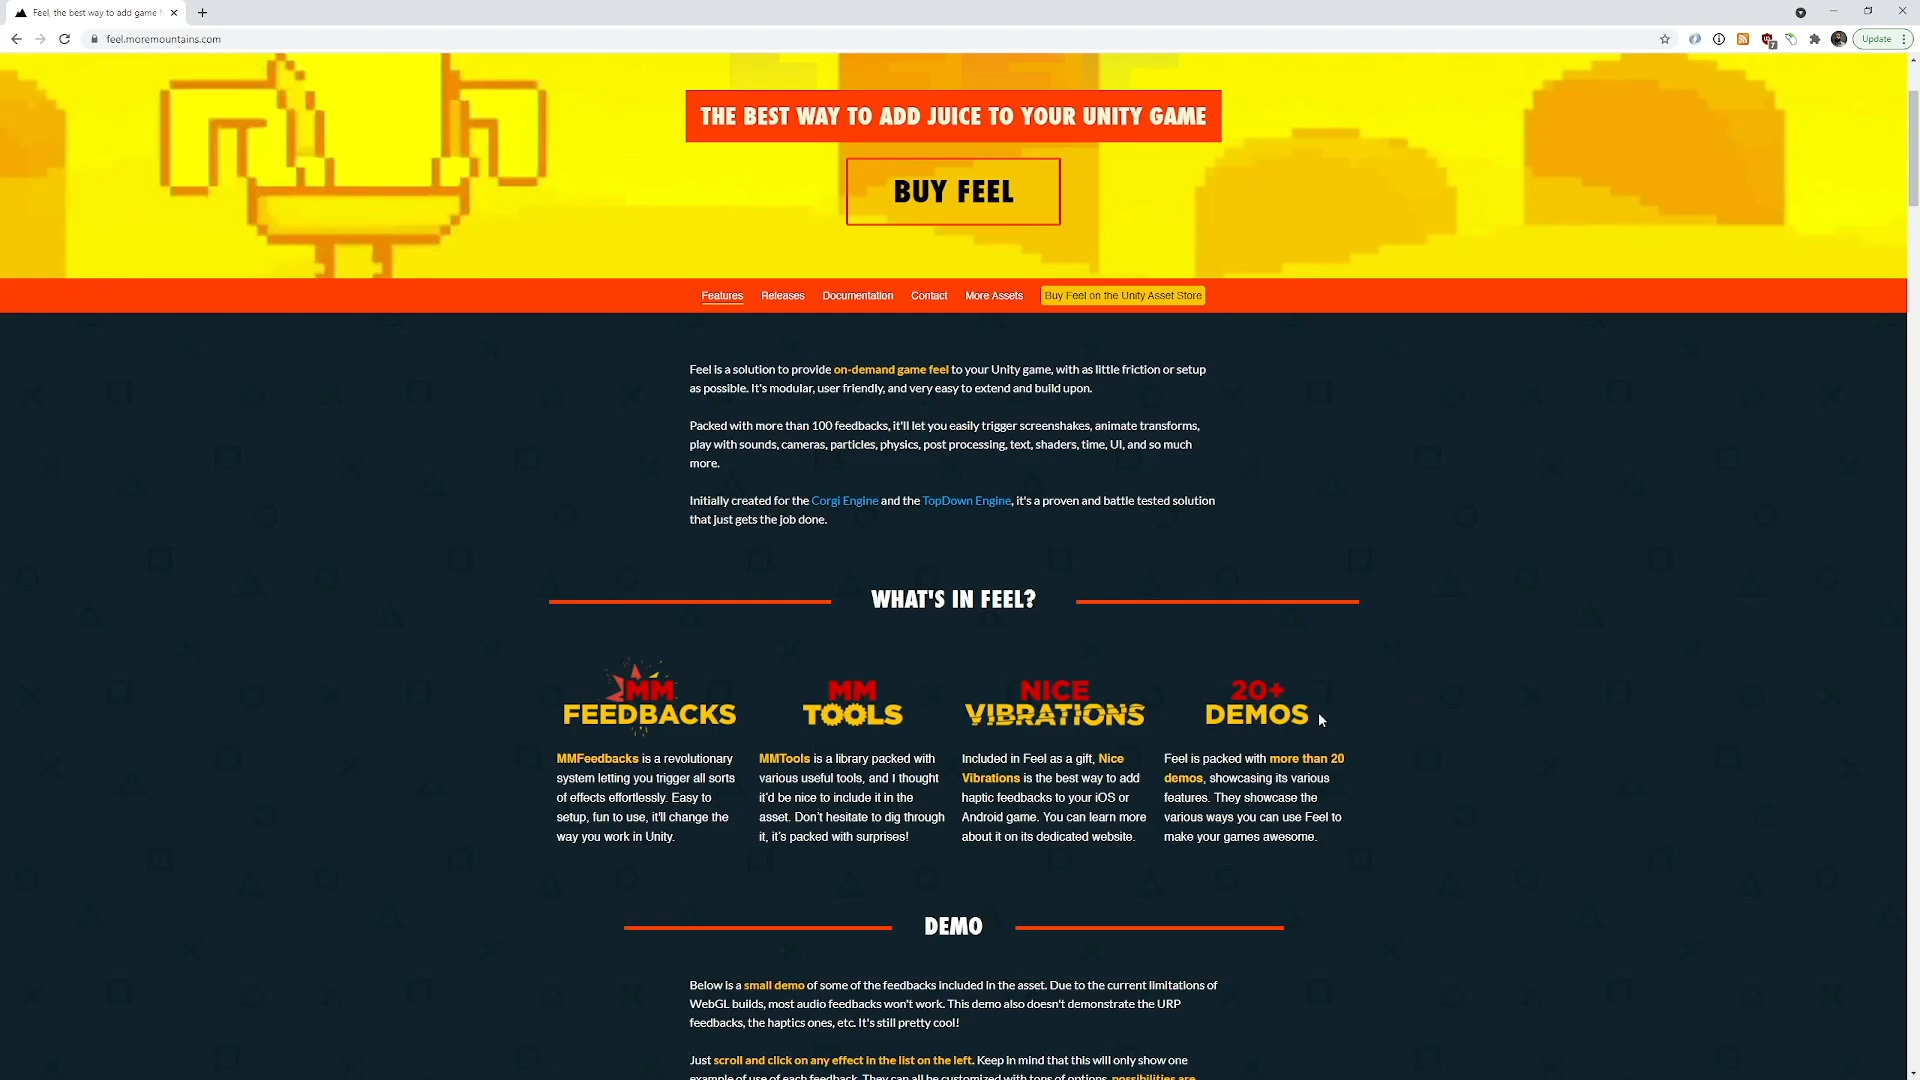 Feel, the best way to add game f
feel.moremountains.com
Update
THE BEST WAY TO ADD JUICE TO YOUR UNITY GAME
BUY FEEL
Features Releases Documentation Contact More Assets Buy Feel on the Unity Asset Store
Feel is a solution to provide on-demand game feel to your Unity game, with as little friction or setup
as possible. It's modular, user friendly, and very easy to extend and build upon.
Packed with more than 100 feedbacks, it'll let you easily trigger screenshakes, animate transforms,
play with sounds, cameras, particles, physics, post processing, text, shaders, time, UI, and so much
more.
Initially created for the Corgi Engine and the TopDown Engine, it's a proven and battle tested solution
that just gets the job done.
WHAT'S IN FEEL?
MM
FEEDBACKS
MMFeedbacks is a revolutionary
system letting you trigger all sorts
of effects effortlessly. Easy to
setup, fun to use, it'll change the
way you work in Unity.
MM
TOOLS
MMTools is a library packed with
various useful tools, and I thought
it'd be nice to include it in the
asset. Don't hesitate to dig through
it, it's packed with surprises!
NICE
VIBRATIONS
Included in Feel as a gift, Nice
Vibrations is the best way to add
haptic feedbacks to your iOS or
Android game. You can learn more
about it on its dedicated website.
20+
DEMOS
Feel is packed with more than 20
demos, showcasing its various
features. They showcase the
various ways you can use Feel to
make your games awesome.
DEMO
Below is a small demo of some of the feedbacks included in the asset. Due to the current limitations of
WebGL builds, most audio feedbacks won't work. This demo also doesn't demonstrate the URP
feedbacks, the haptics ones, etc. It's still pretty cool!
Just scroll and click on any effect in the list on the left. Keep in mind that this will only show one
example of use of each feedback. They can all be customized with tons of options, possibilities are